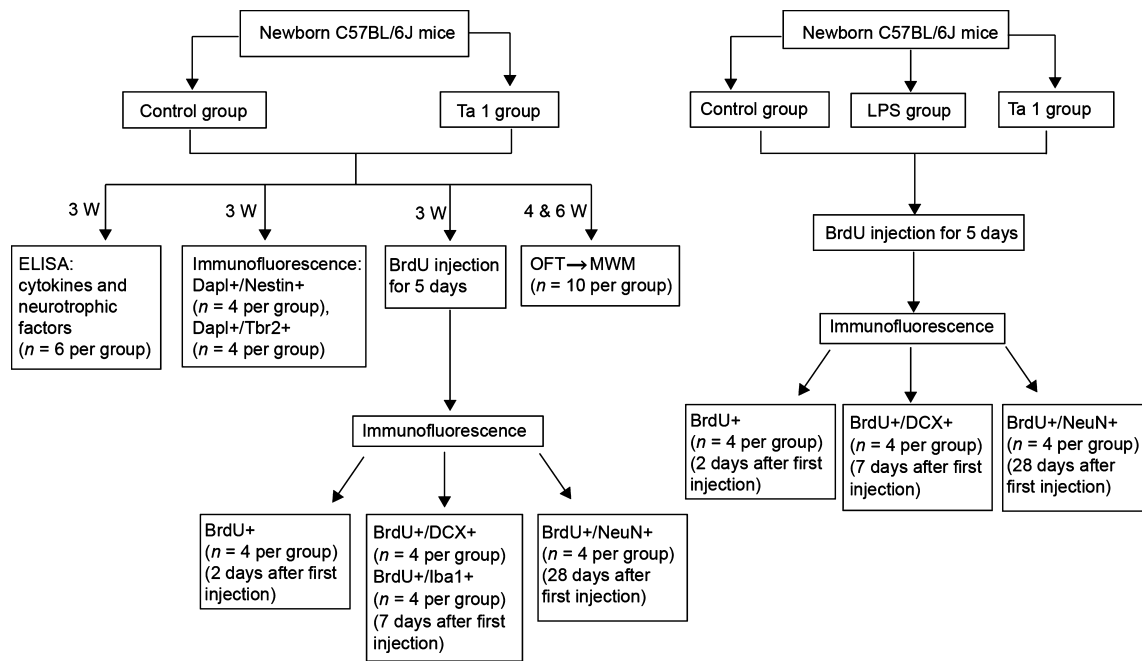 Newborn C57BL/6J mice
Control group
Ta 1 group
3 W
3 W
3 W
4 & 6 W
ELISA:
cytokines and
neurotrophic
factors
(n = 6 per group)
Immunofluorescence:
Dapl+/Nestin+
(n = 4 per group),
Dapl+/Tbr2+
(n = 4 per group)
BrdU injection
for 5 days
OFT→MWM
(n = 10 per group)
Immunofluorescence
BrdU+
(n = 4 per group)
(2 days after first
injection)
BrdU+/DCX+
(n = 4 per group)
BrdU+/Iba1+
(n = 4 per group)
(7 days after first
injection)
BrdU+/NeuN+
(n = 4 per group)
(28 days after
first injection)
Newborn C57BL/6J mice
Control group
LPS group
Ta 1 group
BrdU injection for 5 days
Immunofluorescence
BrdU+
(n = 4 per group)
(2 days after first
injection)
BrdU+/DCX+
(n = 4 per group)
(7 days after first
injection)
BrdU+/NeuN+
(n = 4 per group)
(28 days after
first injection)